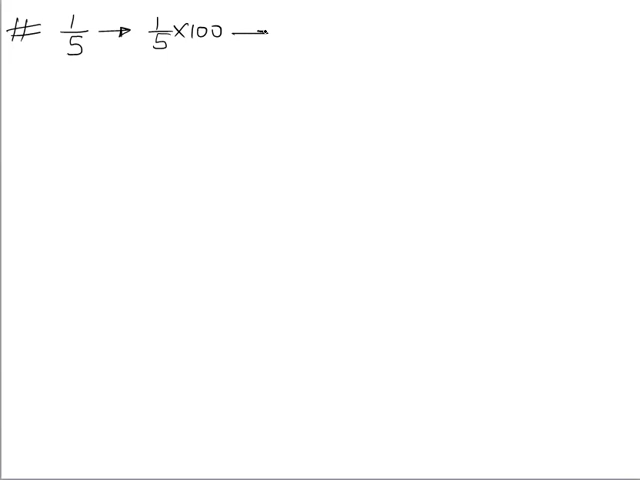 # 1/5 → 1/5 ×100 —